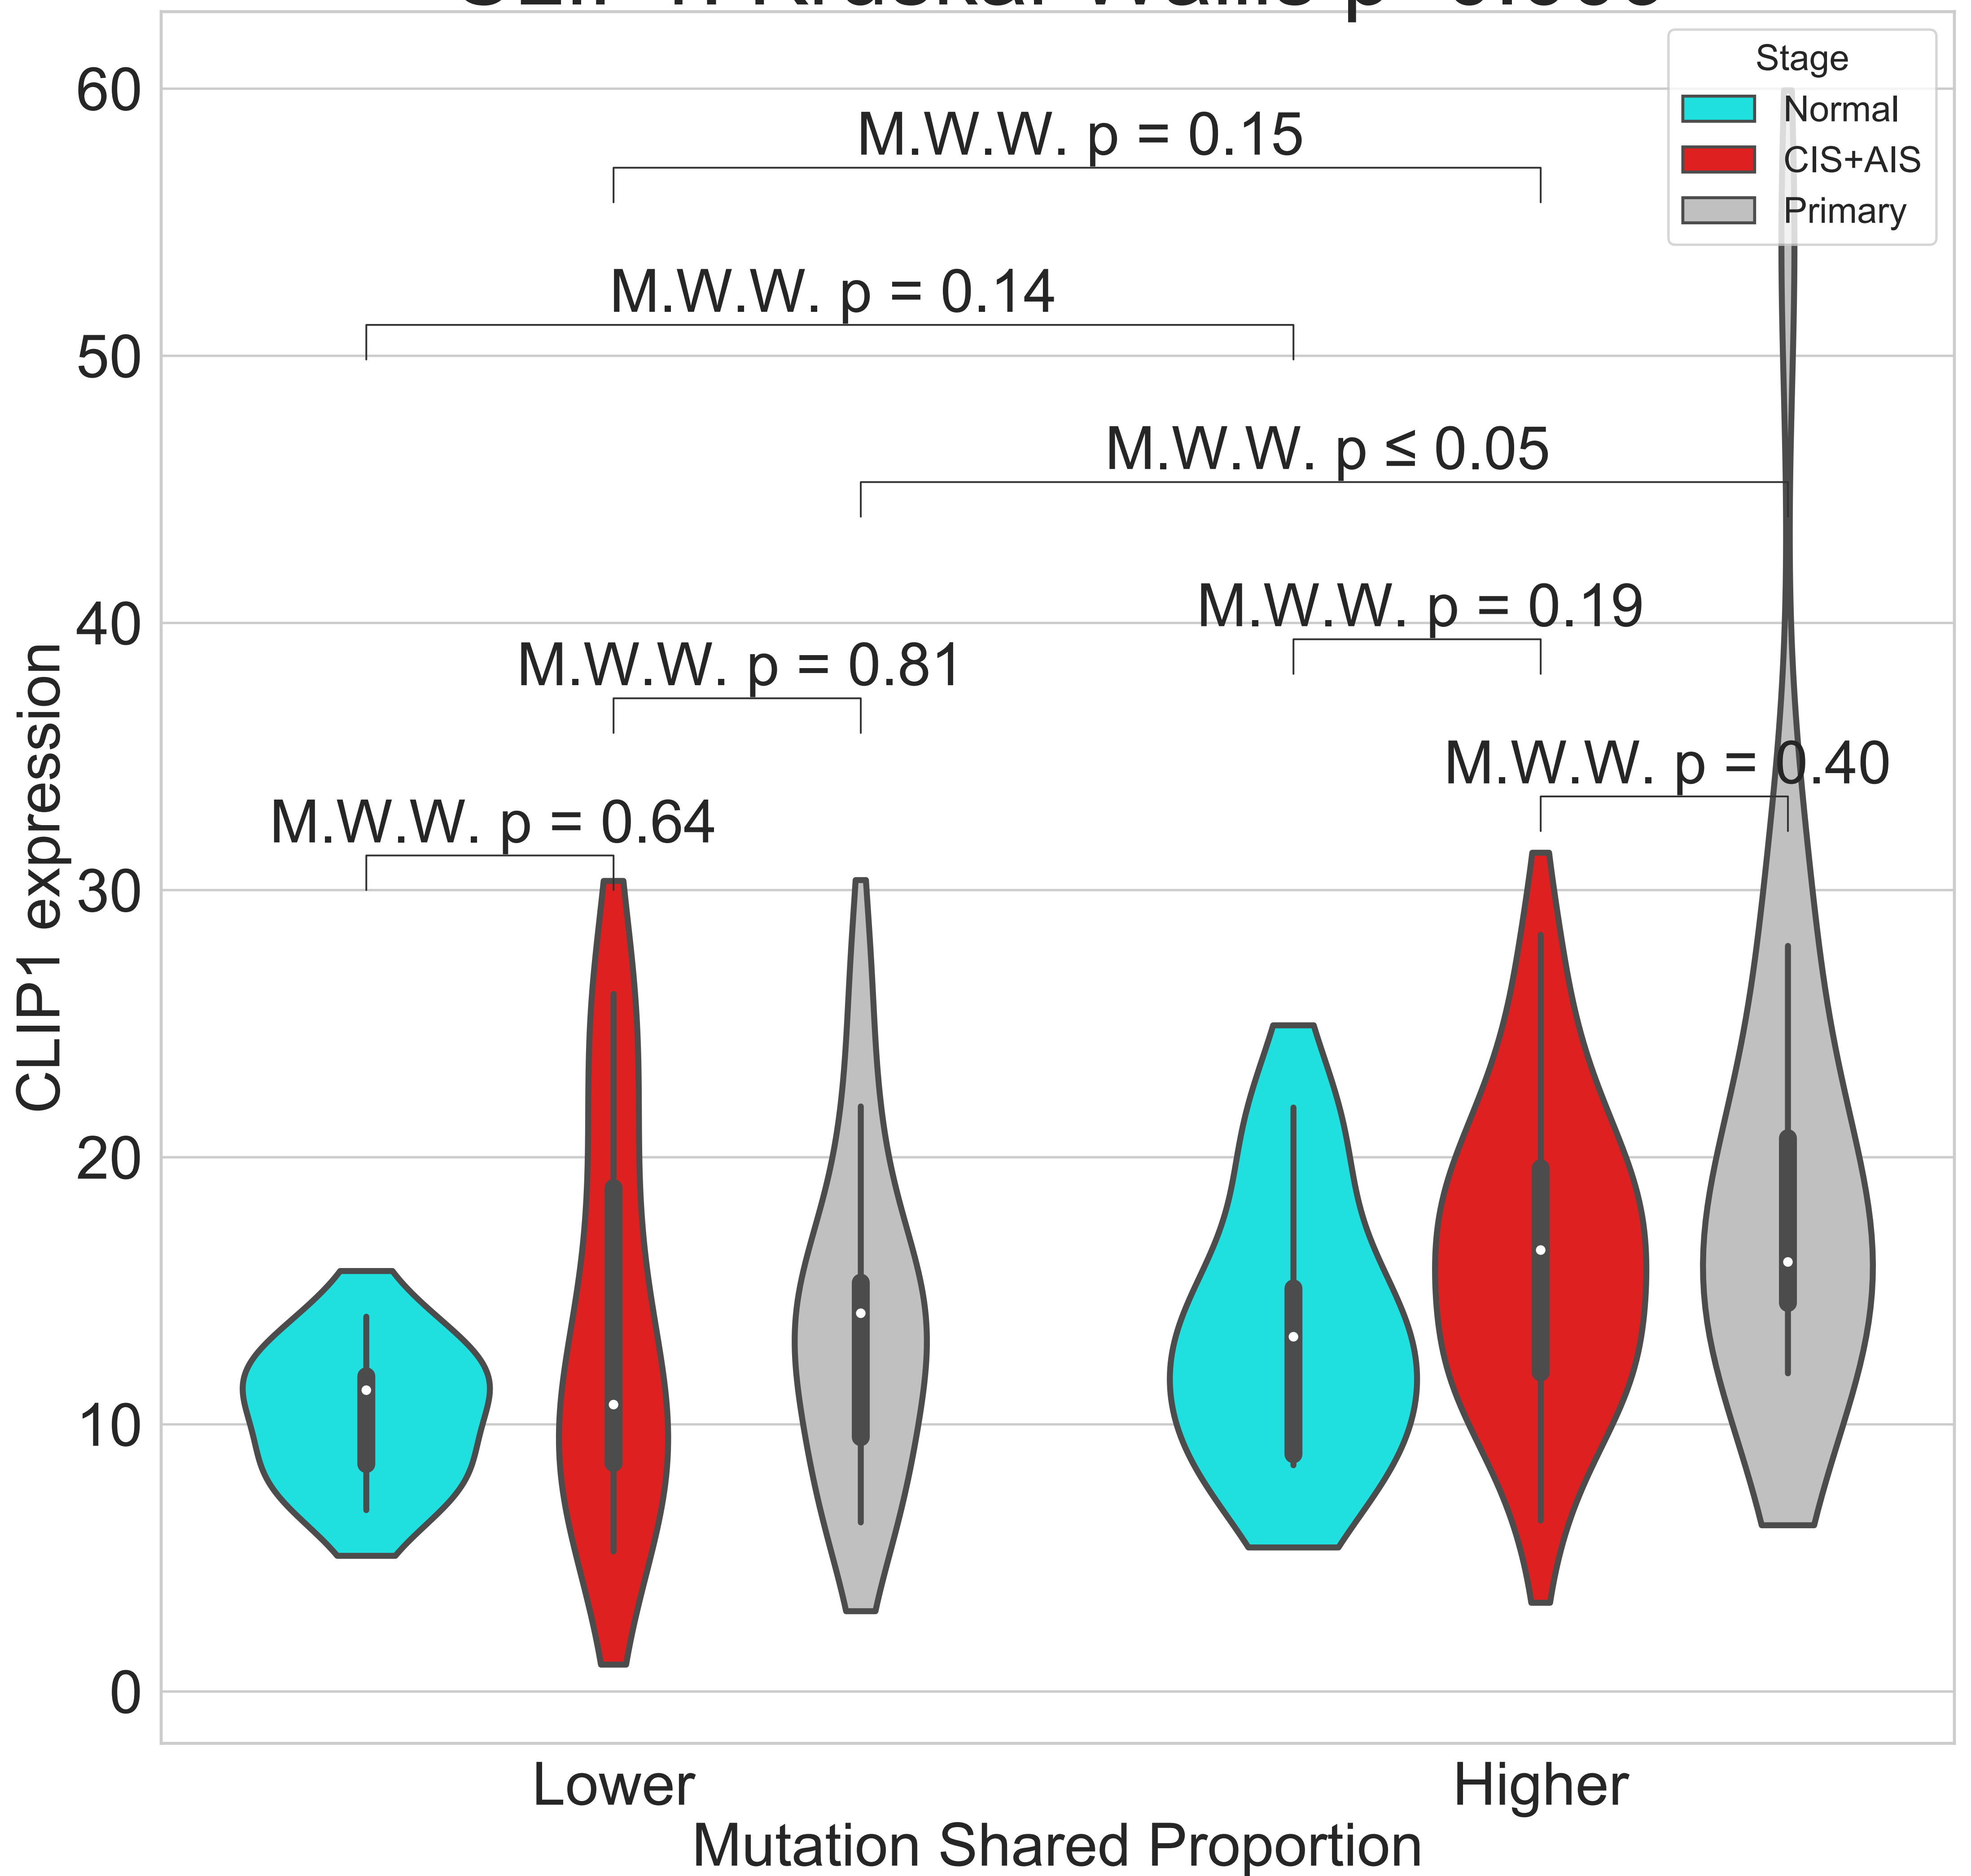 Stage
Normal
CIS+AIS
Primary
M.W.W. p = 0.15
M.W.W. p = 0.14
M.W.W. p ≤ 0.05
M.W.W. p = 0.19
M.W.W. p = 0.81
M.W.W. p = 0.40
M.W.W. p = 0.64
60
50
40
30
20
10
0
CLIP1 expression
Lower
Higher
Mutation Shared Proportion